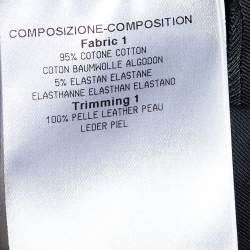 COMPOSIZIONE-COMPOSITION
Fabric 1
95% COTONE COTTON
COTON BAUMWOLLE ALGODON
5% ELASTAN ELASTANE
ELASTHANNE ELASTHAN ELASTANO
Trimming 1
100% PELLE LEATHER PEAU
LEDER PIEL